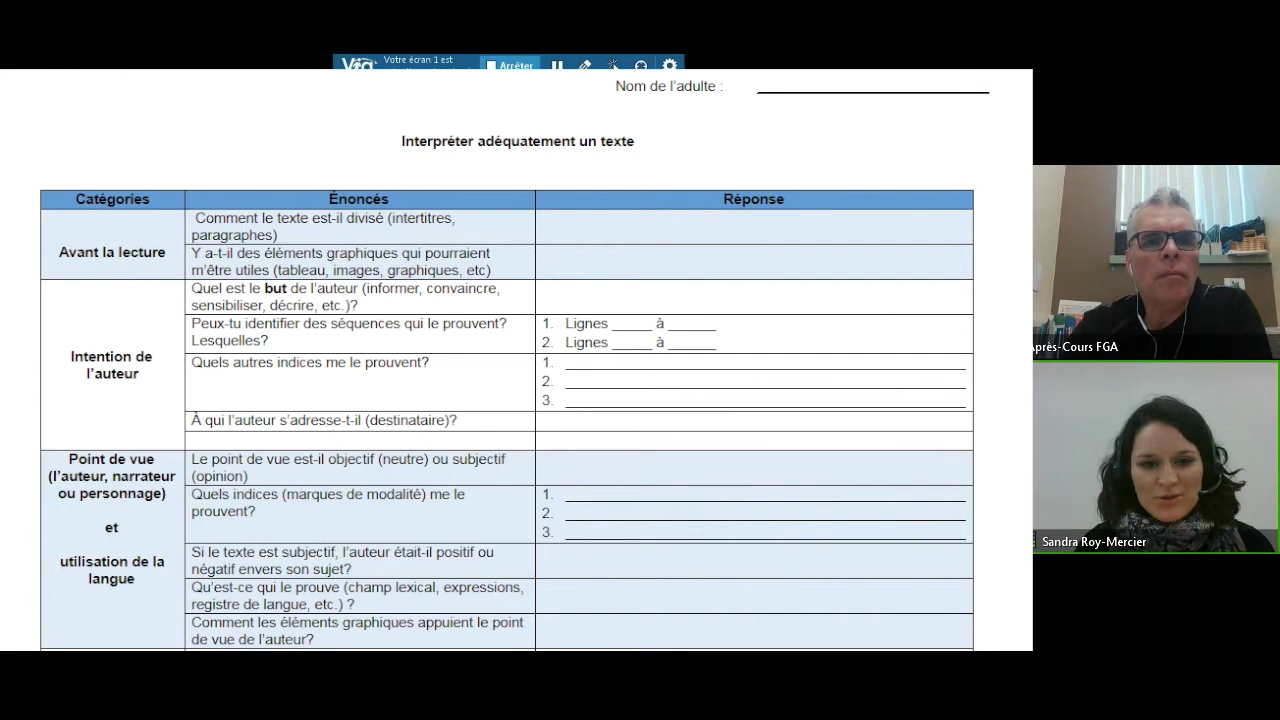 Via
Votre écran 1 est
Arrêter
Nom de l'adulte :
Interpréter adéquatement un texte
Catégories
Énoncés
Réponse
Avant la lecture
Comment le texte est-il divisé (intertitres,
paragraphes)
Y a-t-il des éléments graphiques qui pourraient
m'être utiles (tableau, images, graphiques, etc)
Intention de
l'auteur
Quel est le but de l'auteur (informer, convaincre,
sensibiliser, décrire, etc.)?
Peux-tu identifier des séquences qui le prouvent?
Lesquelles?
1. Lignes _____ à ______
2. Lignes _____ à ______
Quels autres indices me le prouvent?
1.
2.
3.
À qui l'auteur s'adresse-t-il (destinataire)?
Point de vue
(l'auteur, narrateur
ou personnage)
et
utilisation de la
langue
Le point de vue est-il objectif (neutre) ou subjectif
(opinion)
Quels indices (marques de modalité) me le
prouvent?
1.
2.
3.
Si le texte est subjectif, l'auteur était-il positif ou
négatif envers son sujet?
Qu'est-ce qui le prouve (champ lexical, expressions,
registre de langue, etc.) ?
Comment les éléments graphiques appuient le point
de vue de l'auteur?
Après-Cours FGA
Sandra Roy-Mercier